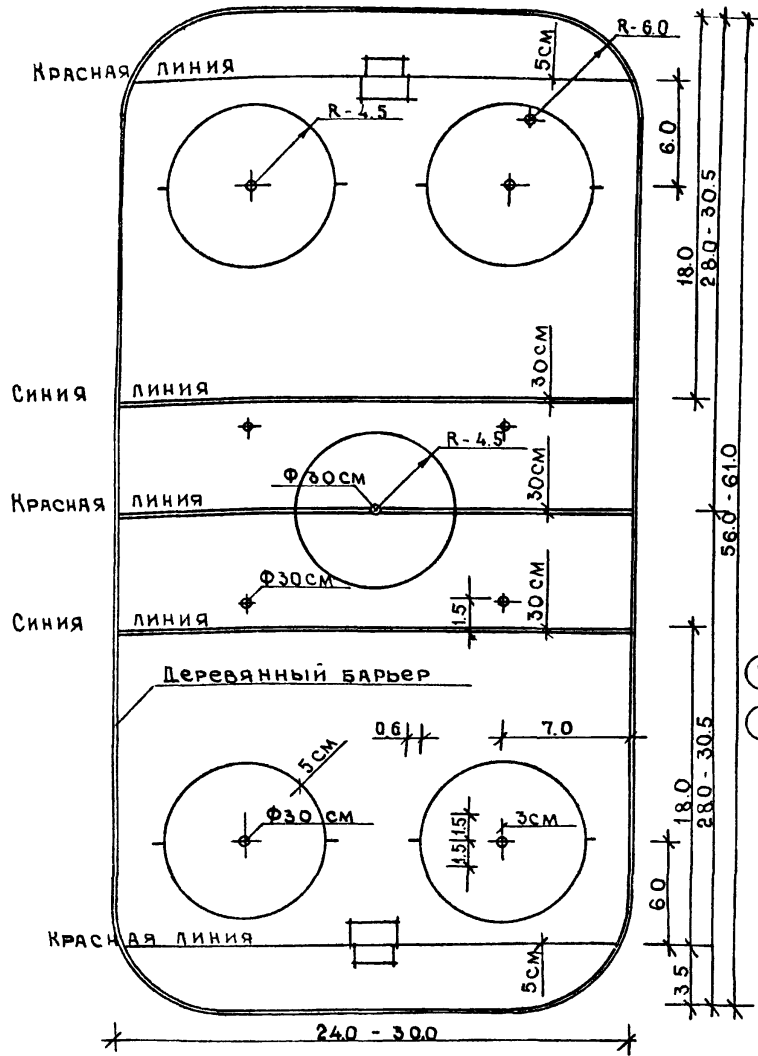 R-6.0
5см
Красная линия
R-4.5
6.0
28.0-30.5
18.0
30см
Синия линия
R-4.5
Ф 30см
30см
56.0-61.0
Красная линия
Ф30см
1.5
30см
Синия линия
Деревянный барьер
0.6
7.0
5см
18.0
28.0-30.5
Ф30 см
1.5
1.5
3см
6.0
Красная линия
5см
3.5
24.0 - 30.0